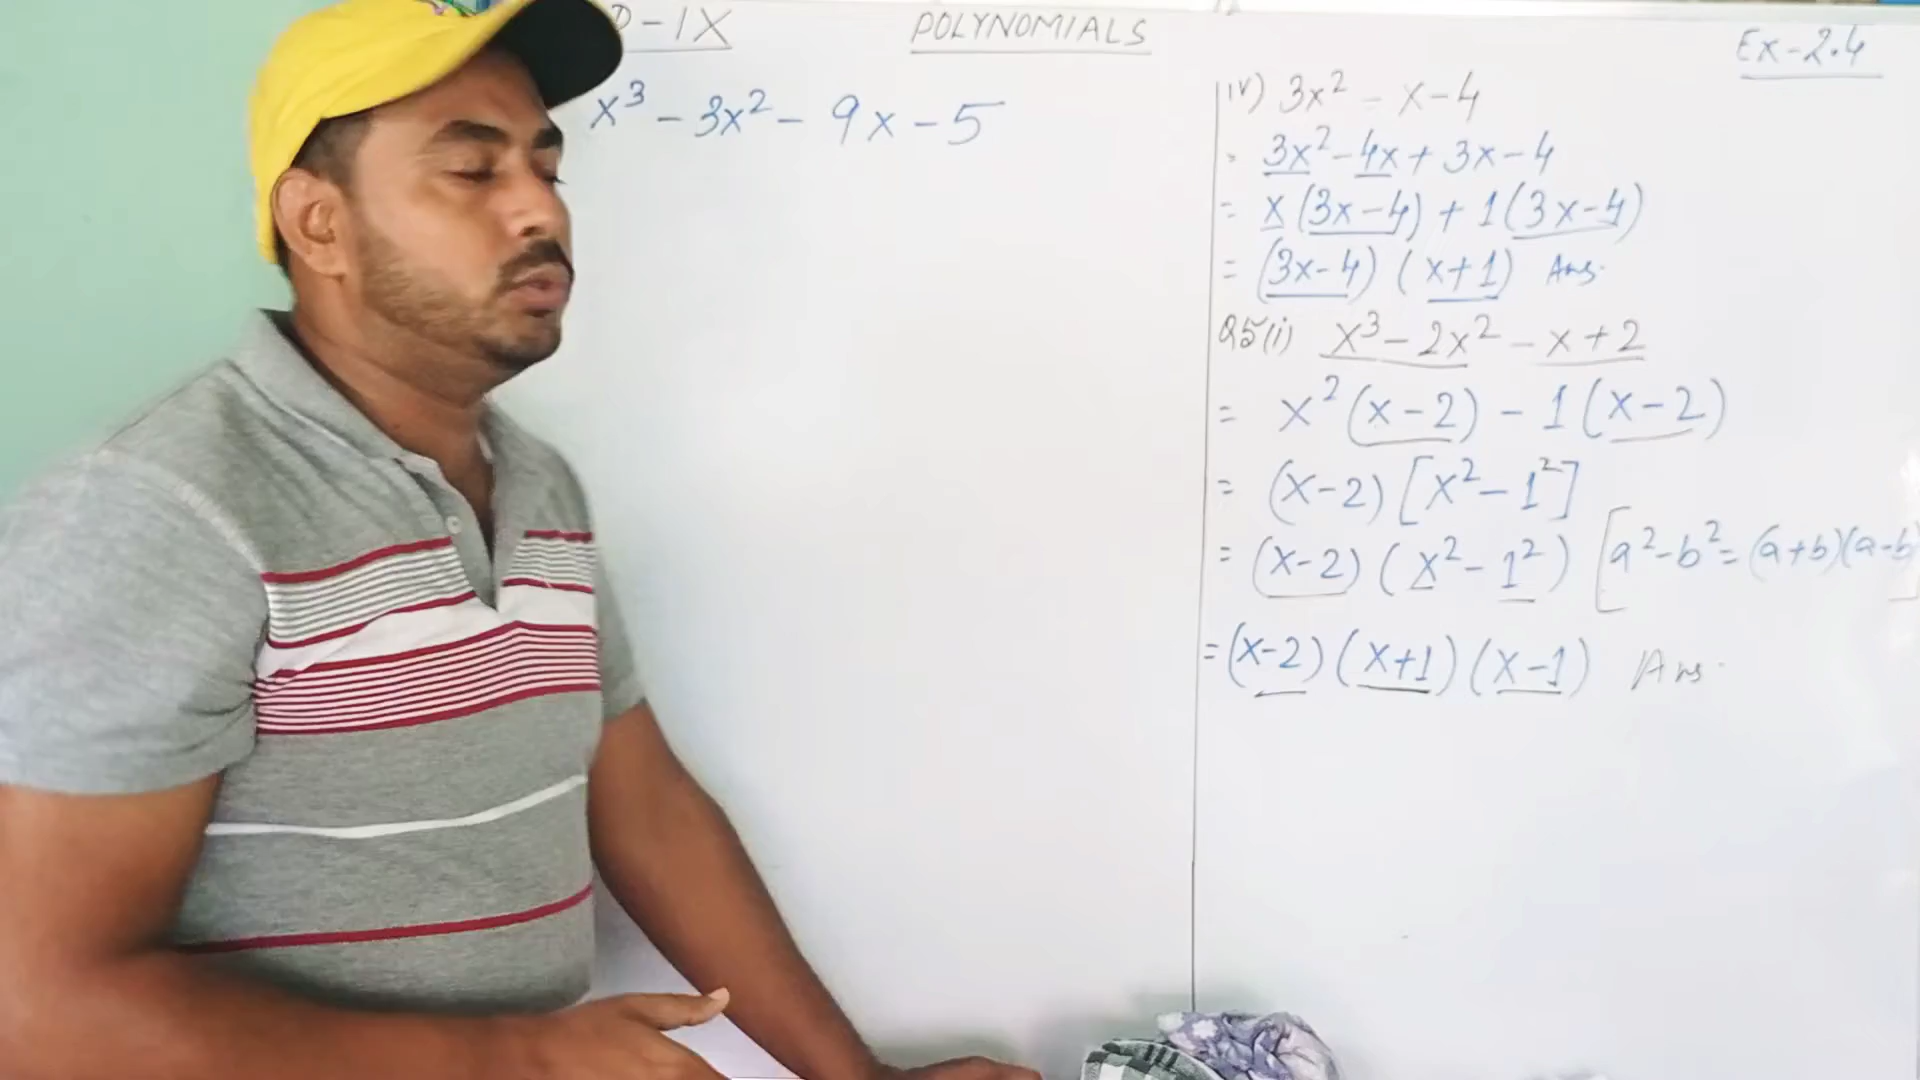 D-IX
POLYNOMIALS
Ex-2.4
x³ - 3x² - 9x - 5
iv) 3x² - x - 4
= 3x² - 4x + 3x - 4
= x (3x - 4) + 1 (3x - 4)
= (3x - 4) (x + 1) Ans.
Q5(i) x³ - 2x² - x + 2
= x² (x - 2) - 1 (x - 2)
= (x - 2) [x² - 1²]
= (x - 2) (x² - 1²) [a² - b² = (a+b)(a-b
= (x-2) (x+1) (x-1) Ans.